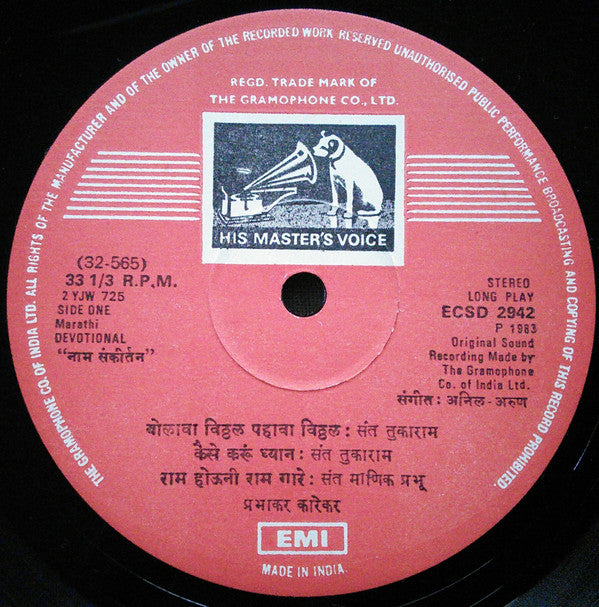 THE GRAMOPHONE CO. OF INDIA LTD. ALL RIGHTS OF THE MANUFACTURER AND OF THE OWNER OF THE RECORDED WORK RESERVED UNAUTHORISED PUBLIC PERFORMANCE BROADCASTING AND COPYING OF THIS RECORD PROHIBITED.
REGD. TRADE MARK OF
THE GRAMOPHONE CO., LTD.
HIS MASTER'S VOICE
(32-565)
33 1/3 R.P.M.
2 YJW 725
SIDE ONE
Marathi
DEVOTIONAL
"नाम संकीर्तन"
STEREO
LONG PLAY
ECSD 2942
P 1983
Original Sound
Recording Made by
The Gramophone
Co. of India Ltd.
संगीत: अनिल-अरुण
बोलावा विठ्ठल पहावा विठ्ठल: संत तुकाराम
कैसे करूं ध्यान: संत तुकाराम
राम होऊनी राम गारे: संत माणिक प्रभू
प्रभाकर कारेकर
EMI
MADE IN INDIA.